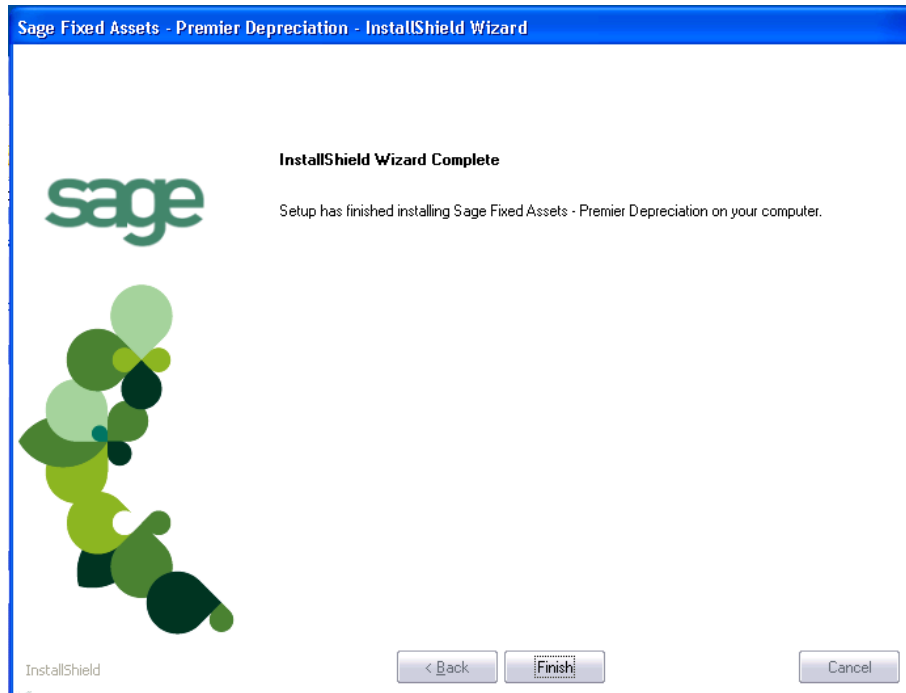 Sage Fixed Assets - Premier Depreciation - InstallShield Wizard
InstallShield Wizard Complete
sage
Setup has finished installing Sage Fixed Assets - Premier Depreciation on your computer.
InstallShield
< Back
Finish
Cancel